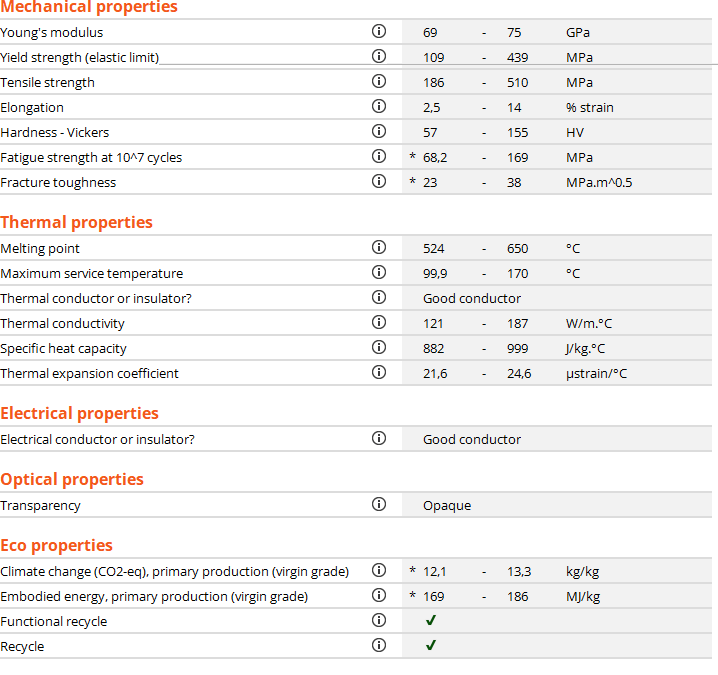 Mechanical properties
Young's modulus 69 - 75 GPa
Yield strength (elastic limit) 109 - 439 MPa
Tensile strength 186 - 510 MPa
Elongation 2,5 - 14 % strain
Hardness - Vickers 57 - 155 HV
Fatigue strength at 10^7 cycles * 68,2 - 169 MPa
Fracture toughness * 23 - 38 MPa.m^0.5
Thermal properties
Melting point 524 - 650 °C
Maximum service temperature 99,9 - 170 °C
Thermal conductor or insulator? Good conductor
Thermal conductivity 121 - 187 W/m.°C
Specific heat capacity 882 - 999 J/kg.°C
Thermal expansion coefficient 21,6 - 24,6 µstrain/°C
Electrical properties
Electrical conductor or insulator? Good conductor
Optical properties
Transparency Opaque
Eco properties
Climate change (CO2-eq), primary production (virgin grade) * 12,1 - 13,3 kg/kg
Embodied energy, primary production (virgin grade) * 169 - 186 MJ/kg
Functional recycle ✓
Recycle ✓